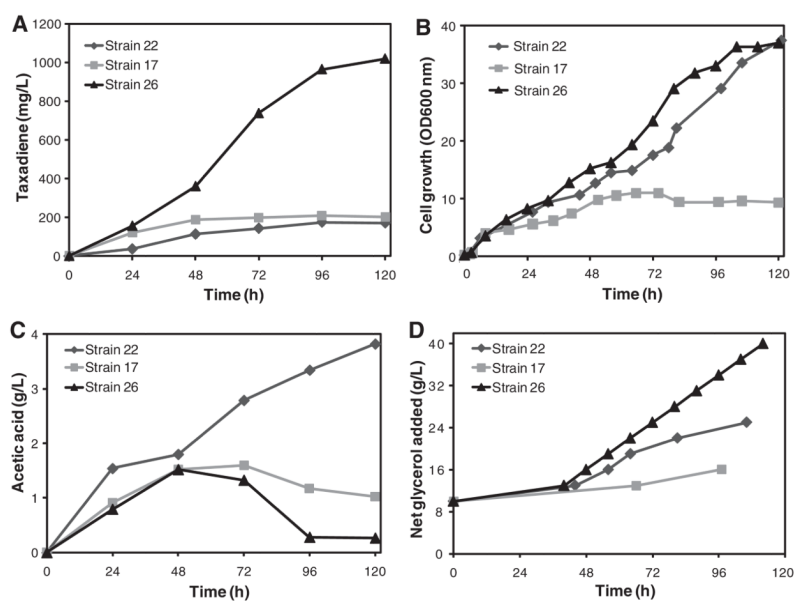 A
Taxadiene (mg/L)
1200
1000
800
600
400
200
0
Strain 22
Strain 17
Strain 26
0 24 48 72 96 120
Time (h)
B
Cell growth (OD600 nm)
40
30
20
10
0
Strain 22
Strain 17
Strain 26
0 24 48 72 96 120
Time (h)
C
Acetic acid (g/L)
4
3
2
1
0
Strain 22
Strain 17
Strain 26
0 24 48 72 96 120
Time (h)
D
Net glycerol added (g/L)
40
32
24
16
8
0
Strain 22
Strain 17
Strain 26
0 24 48 72 96 120
Time (h)